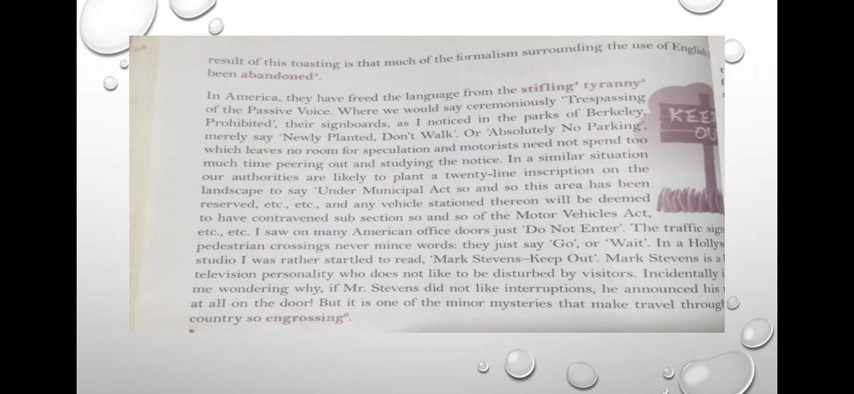 result of this toasting is that much of the formalism surrounding the use of English
been abandoned³.
In America, they have freed the language from the stifling⁴ tyranny⁵
of the Passive Voice. Where we would say ceremoniously 'Trespassing
Prohibited', their signboards, as I noticed in the parks of Berkeley,
merely say 'Newly Planted, Don't Walk'. Or 'Absolutely No Parking',
which leaves no room for speculation and motorists need not spend too
much time peering out and studying the notice. In a similar situation
our authorities are likely to plant a twenty-line inscription on the
landscape to say 'Under Municipal Act so and so this area has been
reserved, etc., etc., and any vehicle stationed thereon will be deemed
to have contravened sub section so and so of the Motor Vehicles Act,
etc., etc. I saw on many American office doors just 'Do Not Enter'. The traffic sig
pedestrian crossings never mince words: they just say 'Go', or 'Wait'. In a Hollyw
studio I was rather startled to read, 'Mark Stevens–Keep Out'. Mark Stevens is a
television personality who does not like to be disturbed by visitors. Incidentally i
me wondering why, if Mr. Stevens did not like interruptions, he announced his
at all on the door! But it is one of the minor mysteries that make travel throug
country so engrossing⁶.
KEE
OU